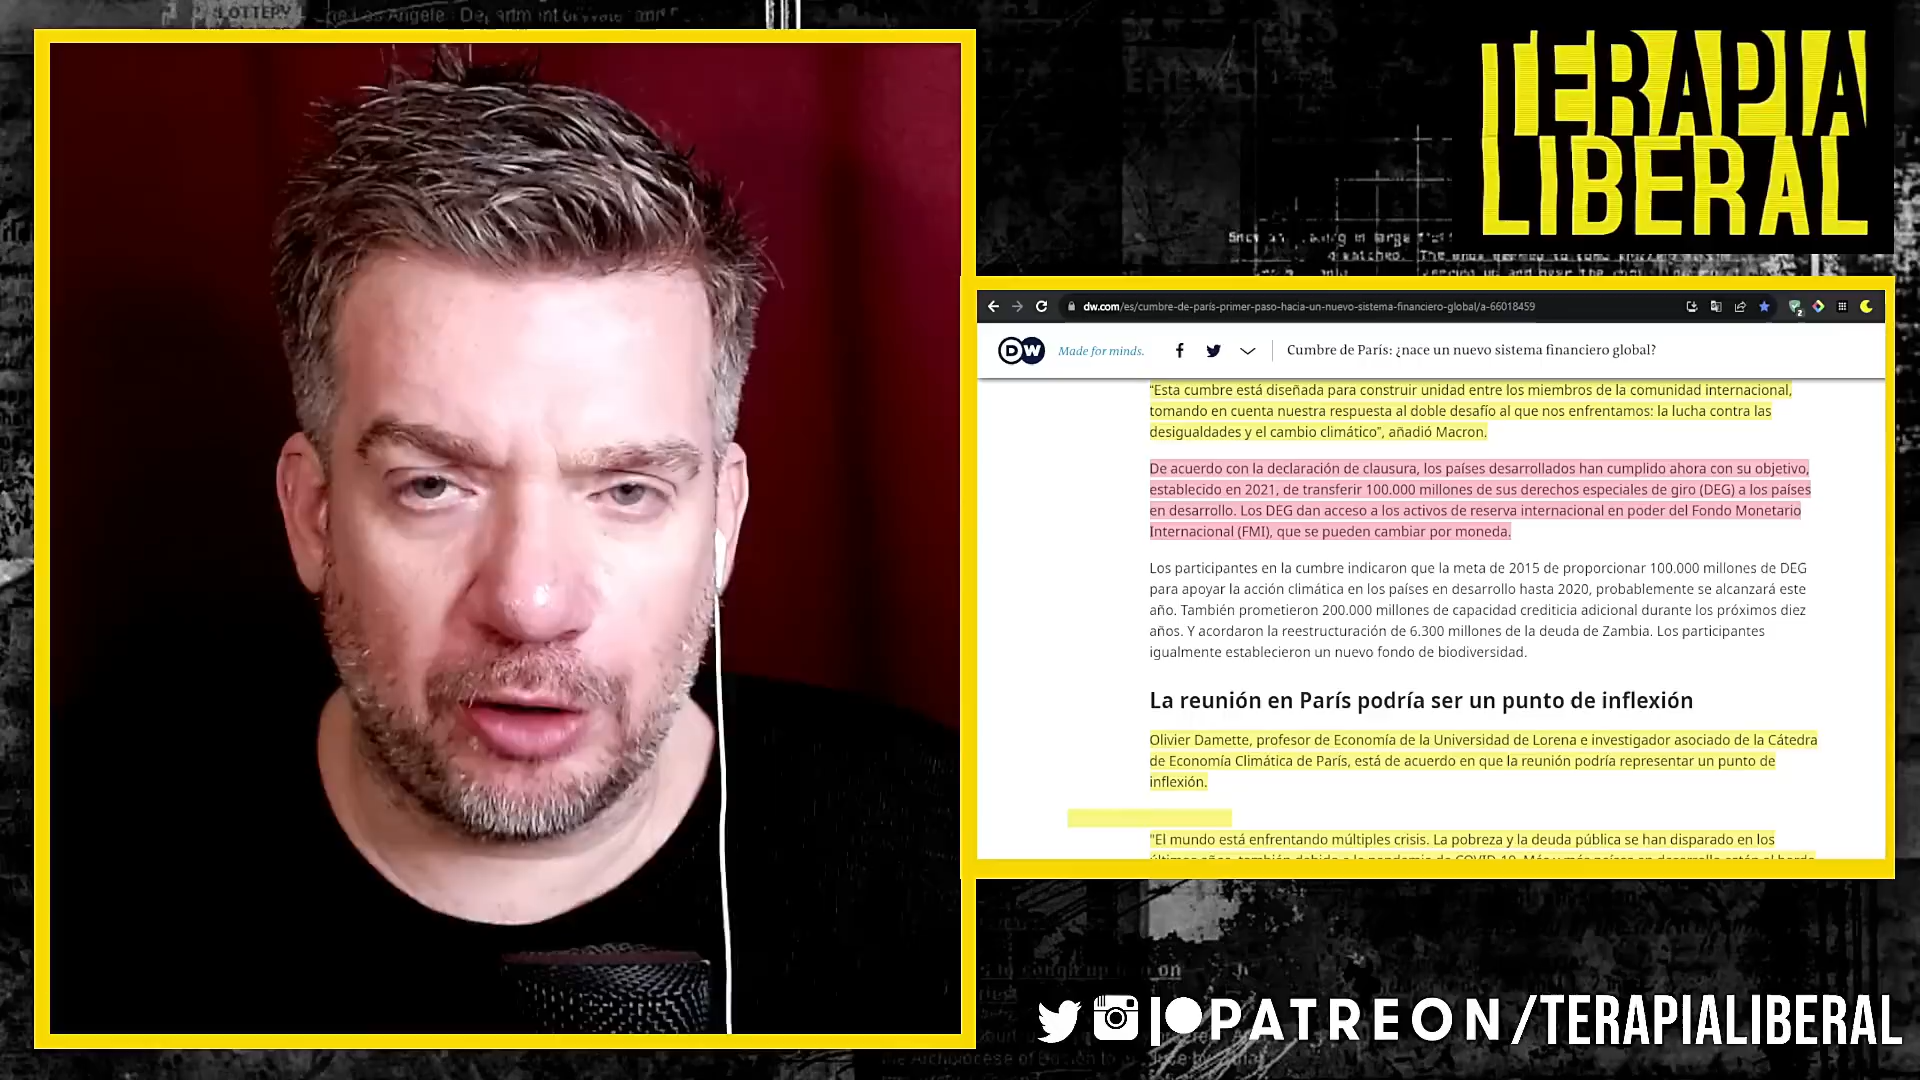 LOTTERY
TERAPIA
LIBERAL
dw.com/es/cumbre-de-parís-primer-paso-hacia-un-nuevo-sistema-financiero-global/a-66018459
2
DW Made for minds. Cumbre de París: ¿nace un nuevo sistema financiero global?
“Esta cumbre está diseñada para construir unidad entre los miembros de la comunidad internacional,
tomando en cuenta nuestra respuesta al doble desafío al que nos enfrentamos: la lucha contra las
desigualdades y el cambio climático”, añadió Macron.
De acuerdo con la declaración de clausura, los países desarrollados han cumplido ahora con su objetivo,
establecido en 2021, de transferir 100.000 millones de sus derechos especiales de giro (DEG) a los países
en desarrollo. Los DEG dan acceso a los activos de reserva internacional en poder del Fondo Monetario
Internacional (FMI), que se pueden cambiar por moneda.
Los participantes en la cumbre indicaron que la meta de 2015 de proporcionar 100.000 millones de DEG
para apoyar la acción climática en los países en desarrollo hasta 2020, probablemente se alcanzará este
año. También prometieron 200.000 millones de capacidad crediticia adicional durante los próximos diez
años. Y acordaron la reestructuración de 6.300 millones de la deuda de Zambia. Los participantes
igualmente establecieron un nuevo fondo de biodiversidad.
La reunión en París podría ser un punto de inflexión
Olivier Damette, profesor de Economía de la Universidad de Lorena e investigador asociado de la Cátedra
de Economía Climática de París, está de acuerdo en que la reunión podría representar un punto de
inflexión.
"El mundo está enfrentando múltiples crisis. La pobreza y la deuda pública se han disparado en los
PATREON/TERAPIALIBERAL